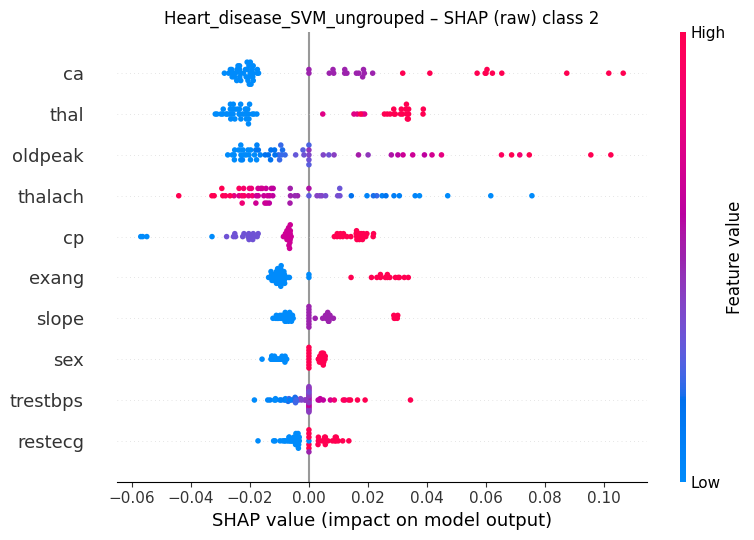 Heart_disease_SVM_ungrouped – SHAP (raw) class 2
High
ca
thal
oldpeak
thalach
cp
exang
slope
sex
trestbps
restecg
Feature value
Low
−0.06 −0.04 −0.02 0.00 0.02 0.04 0.06 0.08 0.10
SHAP value (impact on model output)